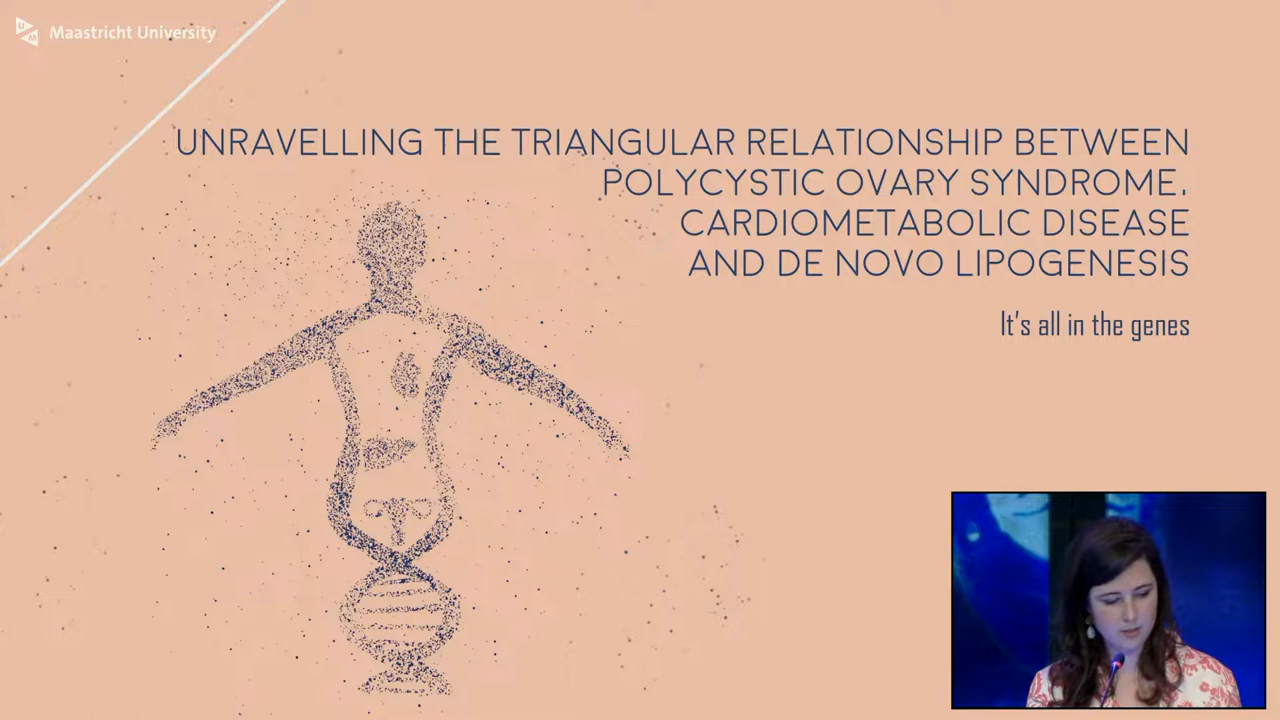 Maastricht University
UNRAVELLING THE TRIANGULAR RELATIONSHIP BETWEEN
POLYCYSTIC OVARY SYNDROME,
CARDIOMETABOLIC DISEASE
AND DE NOVO LIPOGENESIS
It's all in the genes